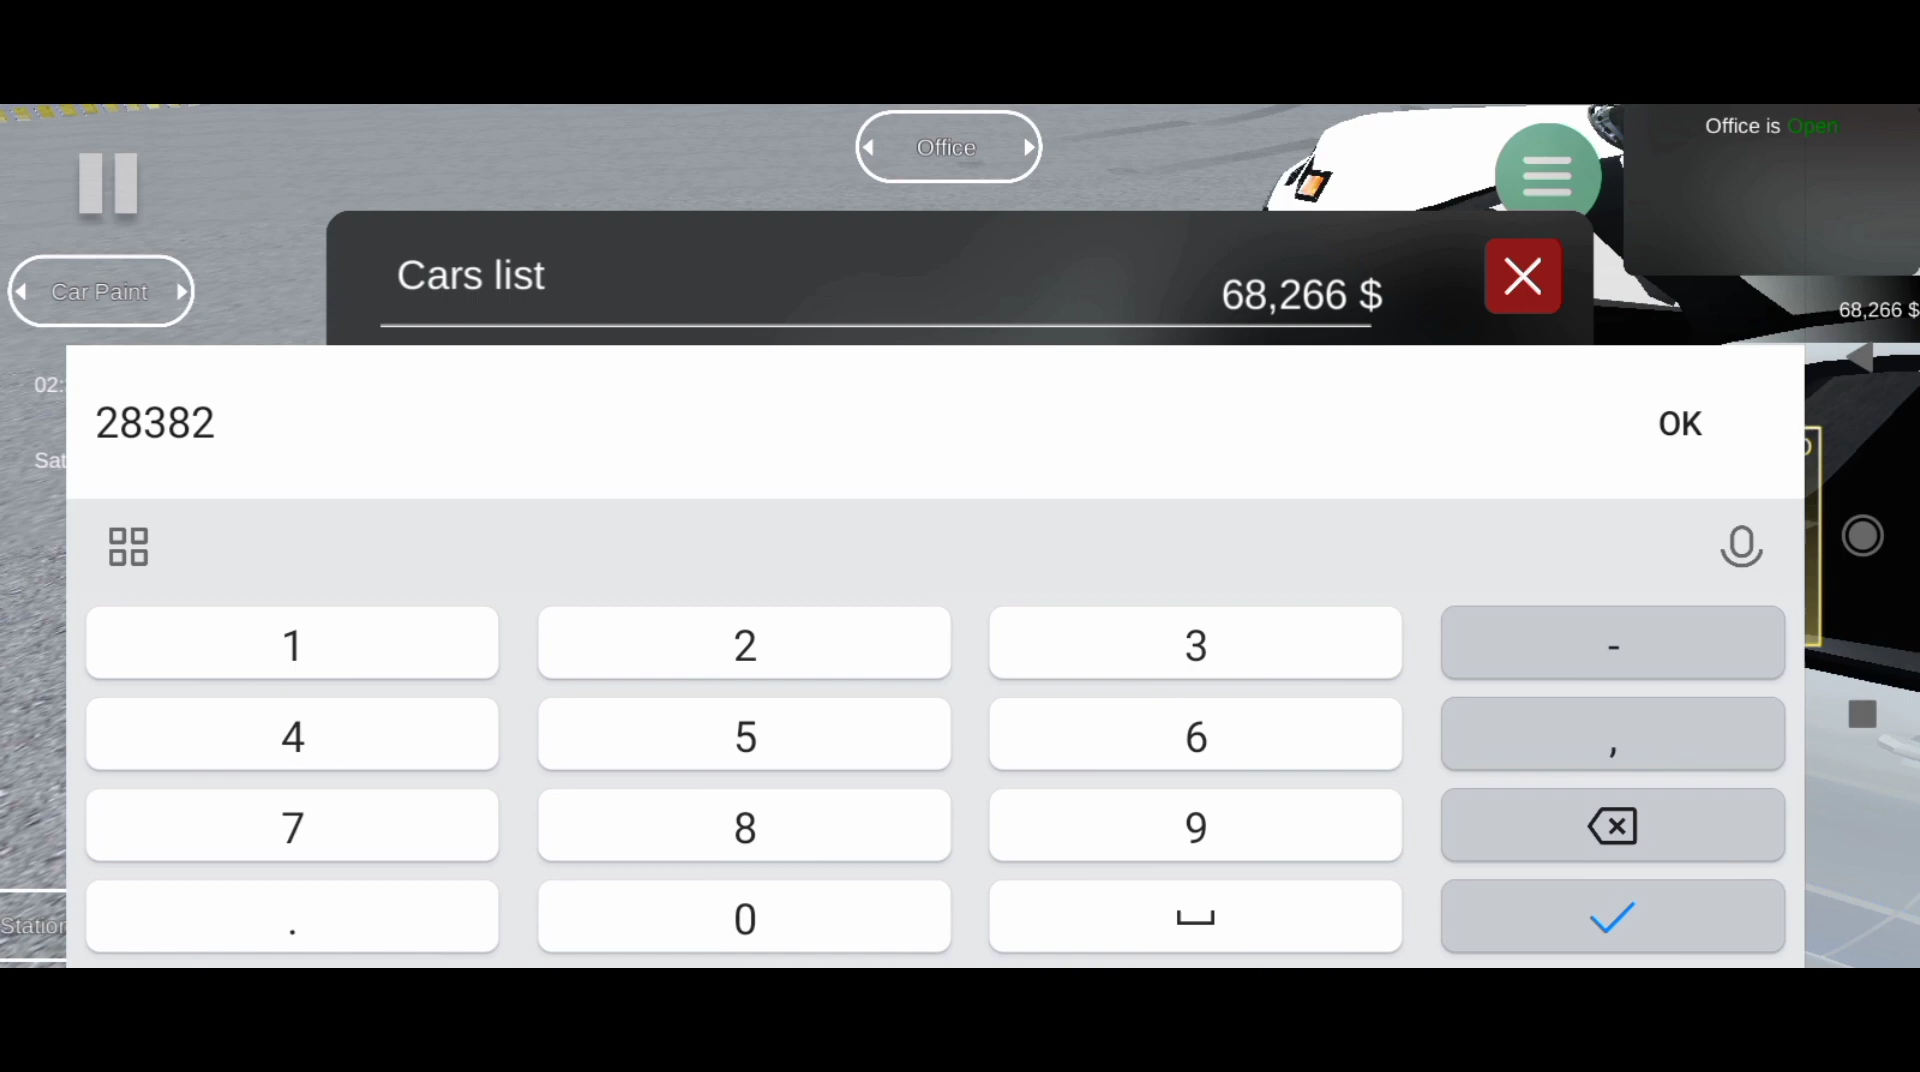 Office
Office is Open
Car Paint
Cars list
68,266 $
68,266 $
02:
28382
OK
Sat
1
2
3
-
4
5
6
,
7
8
9
.
0
Station